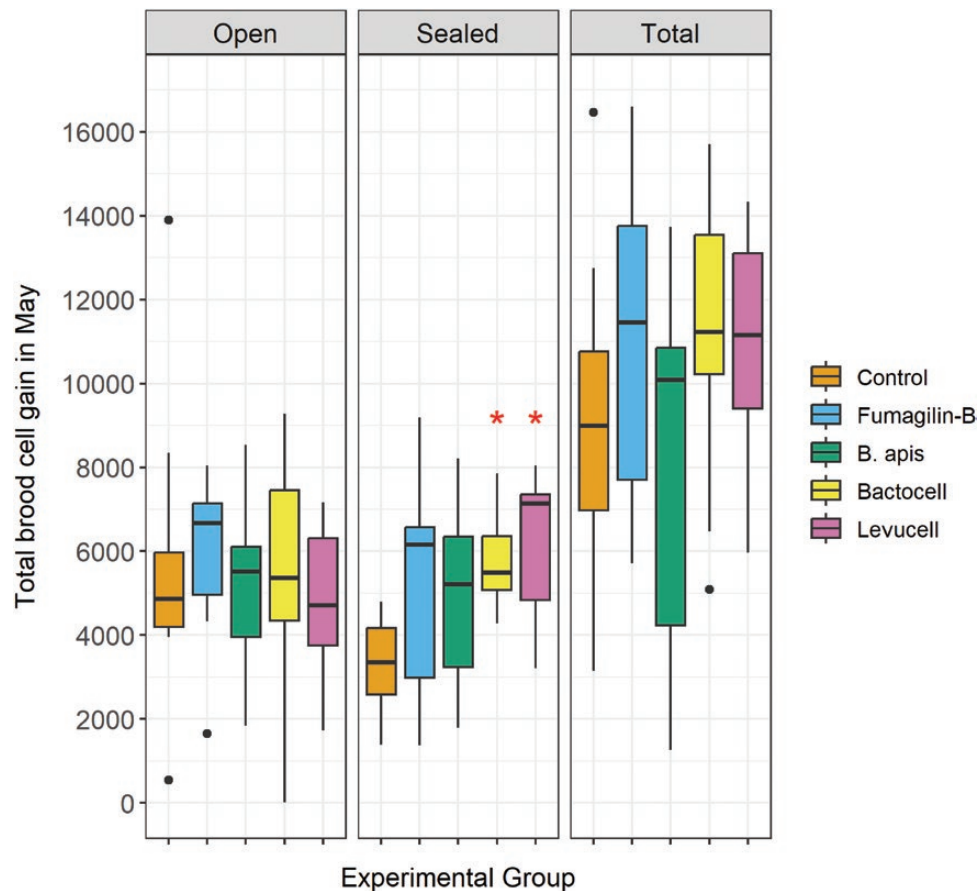 Open Sealed Total
Total brood cell gain in May
16000
14000
12000
10000
8000
6000
4000
2000
0
* *
Experimental Group
Control
Fumagilin-B
B. apis
Bactocell
Levucell